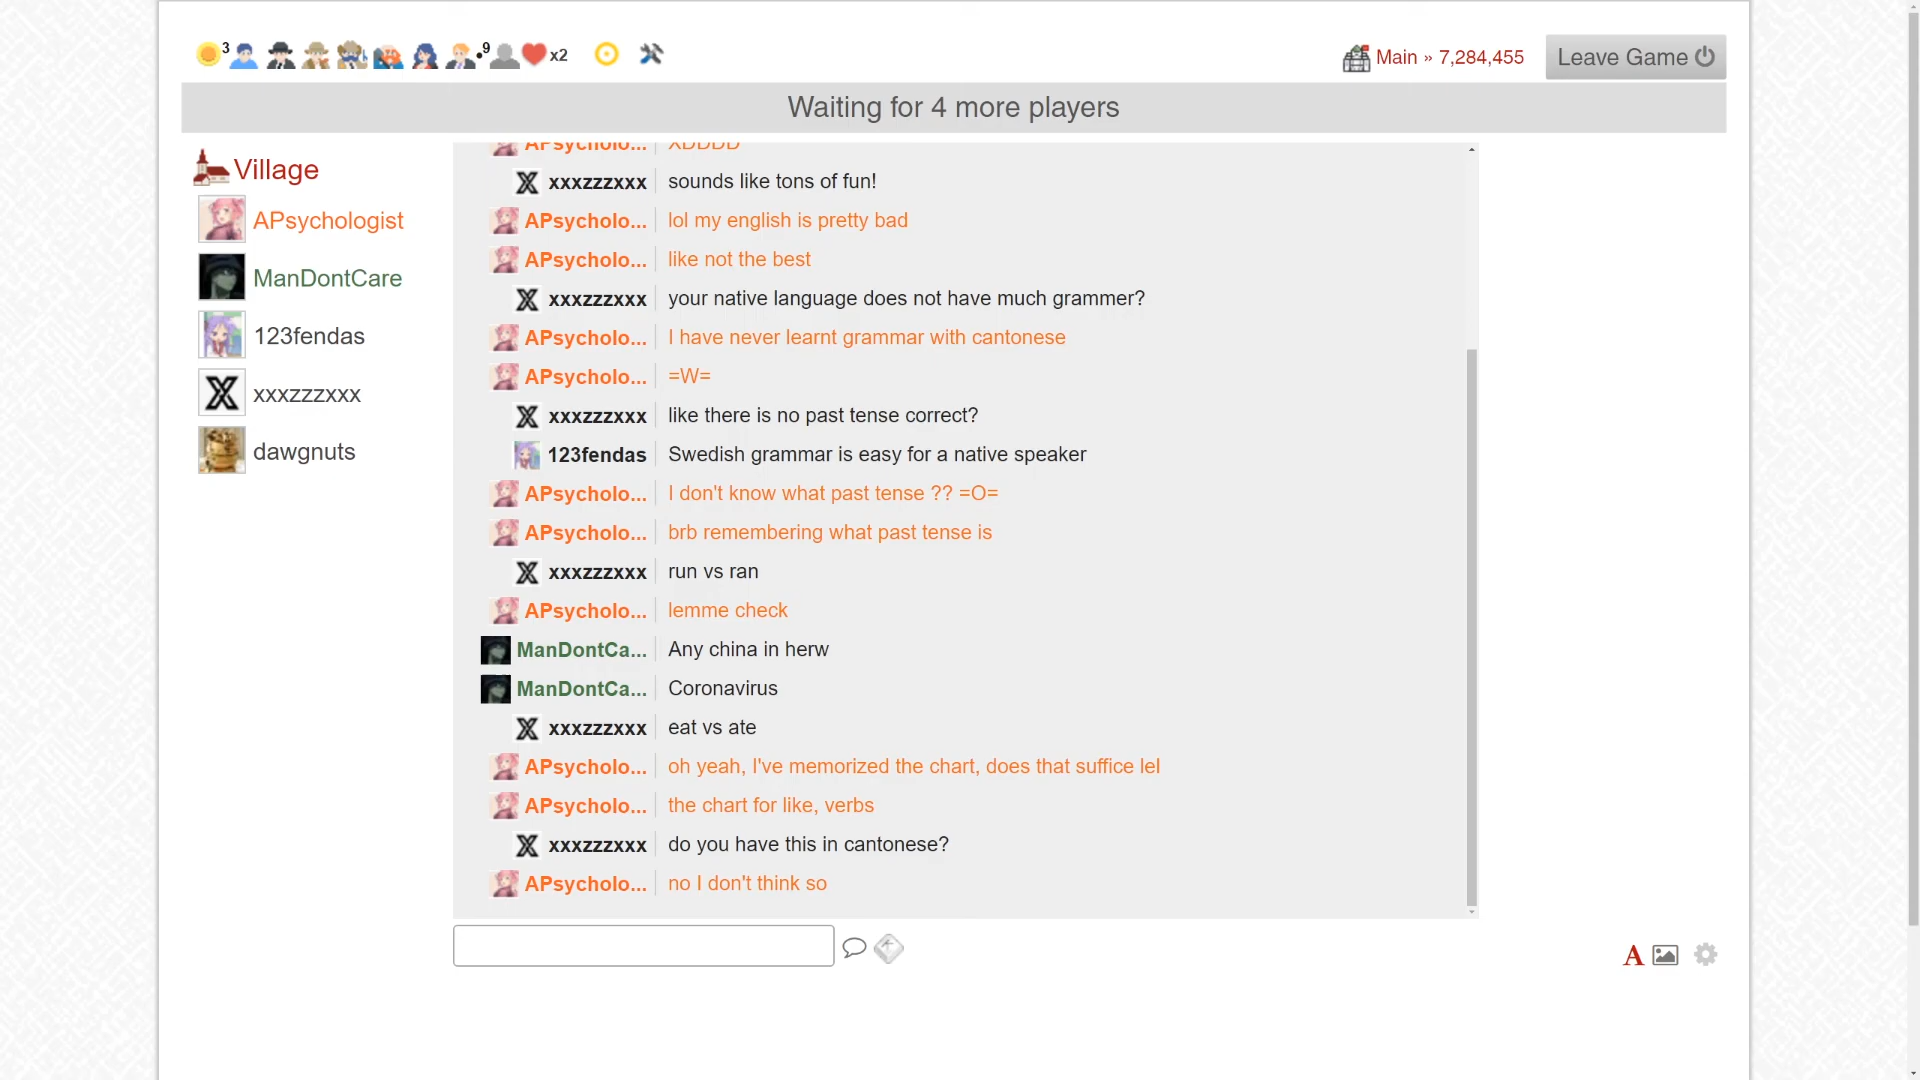 3
9
x2
Main » 7,284,455
Leave Game
Waiting for 4 more players
Village
APsychologist
ManDontCare
123fendas
xxxzzzxxx
dawgnuts
APsycholo... XDDDD
xxxzzzxxx sounds like tons of fun!
APsycholo... lol my english is pretty bad
APsycholo... like not the best
xxxzzzxxx your native language does not have much grammer?
APsycholo... I have never learnt grammar with cantonese
APsycholo... =W=
xxxzzzxxx like there is no past tense correct?
123fendas Swedish grammar is easy for a native speaker
APsycholo... I don't know what past tense ?? =O=
APsycholo... brb remembering what past tense is
xxxzzzxxx run vs ran
APsycholo... lemme check
ManDontCa... Any china in herw
ManDontCa... Coronavirus
xxxzzzxxx eat vs ate
APsycholo... oh yeah, I've memorized the chart, does that suffice lel
APsycholo... the chart for like, verbs
xxxzzzxxx do you have this in cantonese?
APsycholo... no I don't think so
A